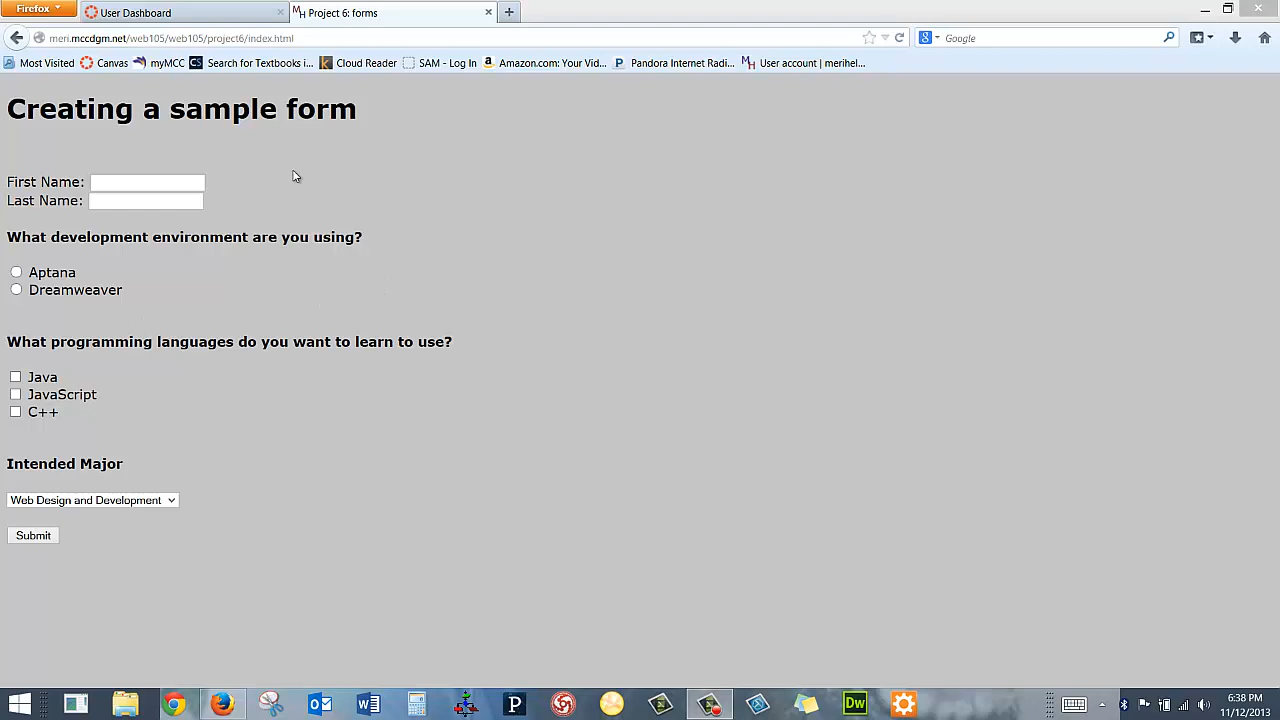 Firefox
User Dashboard
Project 6: forms
meri.mccdgm.net/web105/web105/project6/index.html
Google
Most Visited
Canvas
myMCC
Search for Textbooks i...
Cloud Reader
SAM - Log In
Amazon.com: Your Vid...
Pandora Internet Radi...
User account | merihel...
Creating a sample form
First Name:
Last Name:
What development environment are you using?
Aptana
Dreamweaver
What programming languages do you want to learn to use?
Java
JavaScript
C++
Intended Major
Web Design and Development
Submit
6:38 PM
11/12/2013